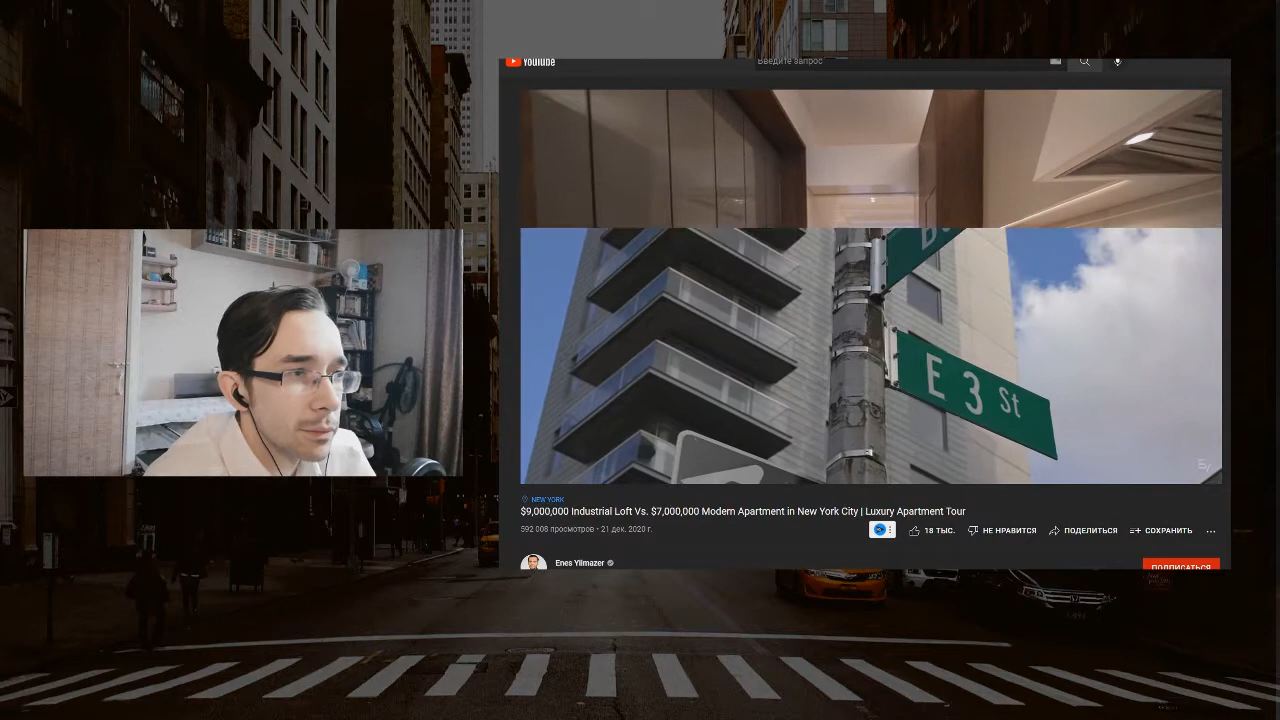 YouTube
Введите запрос
E 3 St
NEW YORK
$9,000,000 Industrial Loft Vs. $7,000,000 Modern Apartment in New York City | Luxury Apartment Tour
592 008 просмотров • 21 дек. 2020 г.
18 ТЫС.
НЕ НРАВИТСЯ
ПОДЕЛИТЬСЯ
СОХРАНИТЬ
Enes Yilmazer
ПОДПИСАТЬСЯ